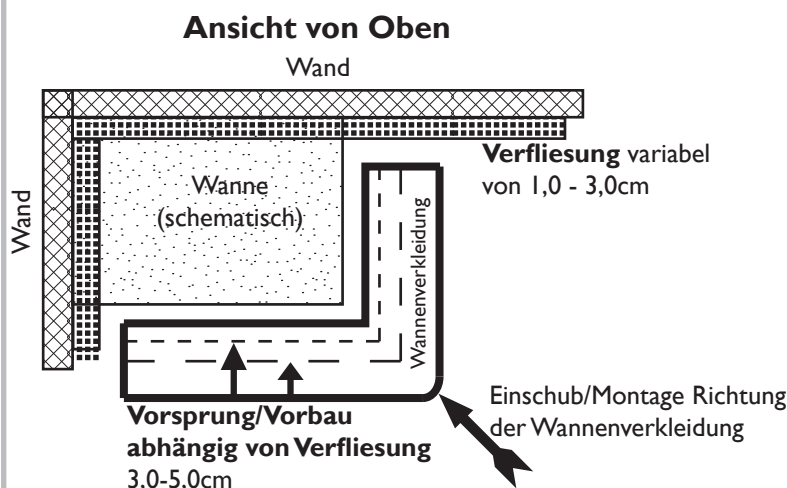 Ansicht von Oben
Wand
Wand
Wanne
(schematisch)
Verfliesung variabel
von 1,0 - 3,0cm
Wannenverkleidung
Vorsprung/Vorbau
abhängig von Verfliesung
3,0-5,0cm
Einschub/Montage Richtung
der Wannenverkleidung